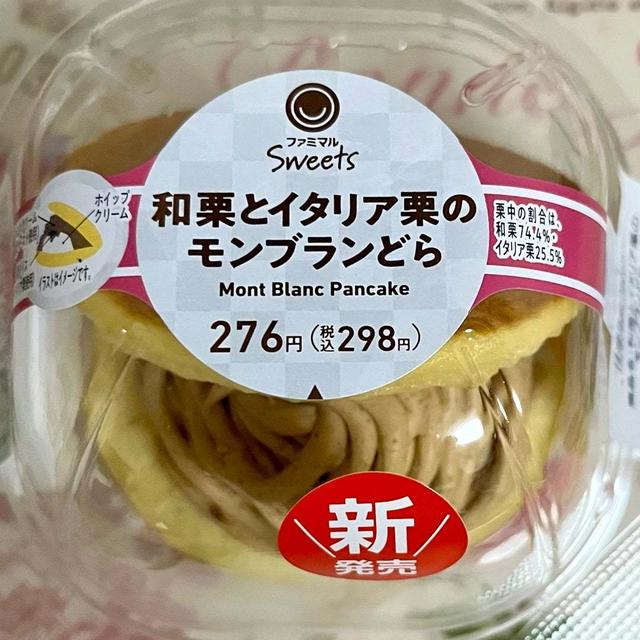 ファミマル
Sweets
和栗とイタリア栗の
モンブランどら
Mont Blanc Pancake
276円(税込298円)
ホイップ
クリーム
イラストはイメージです。
栗中の割合は、
和栗74.4%・
イタリア栗25.5%
新
発売